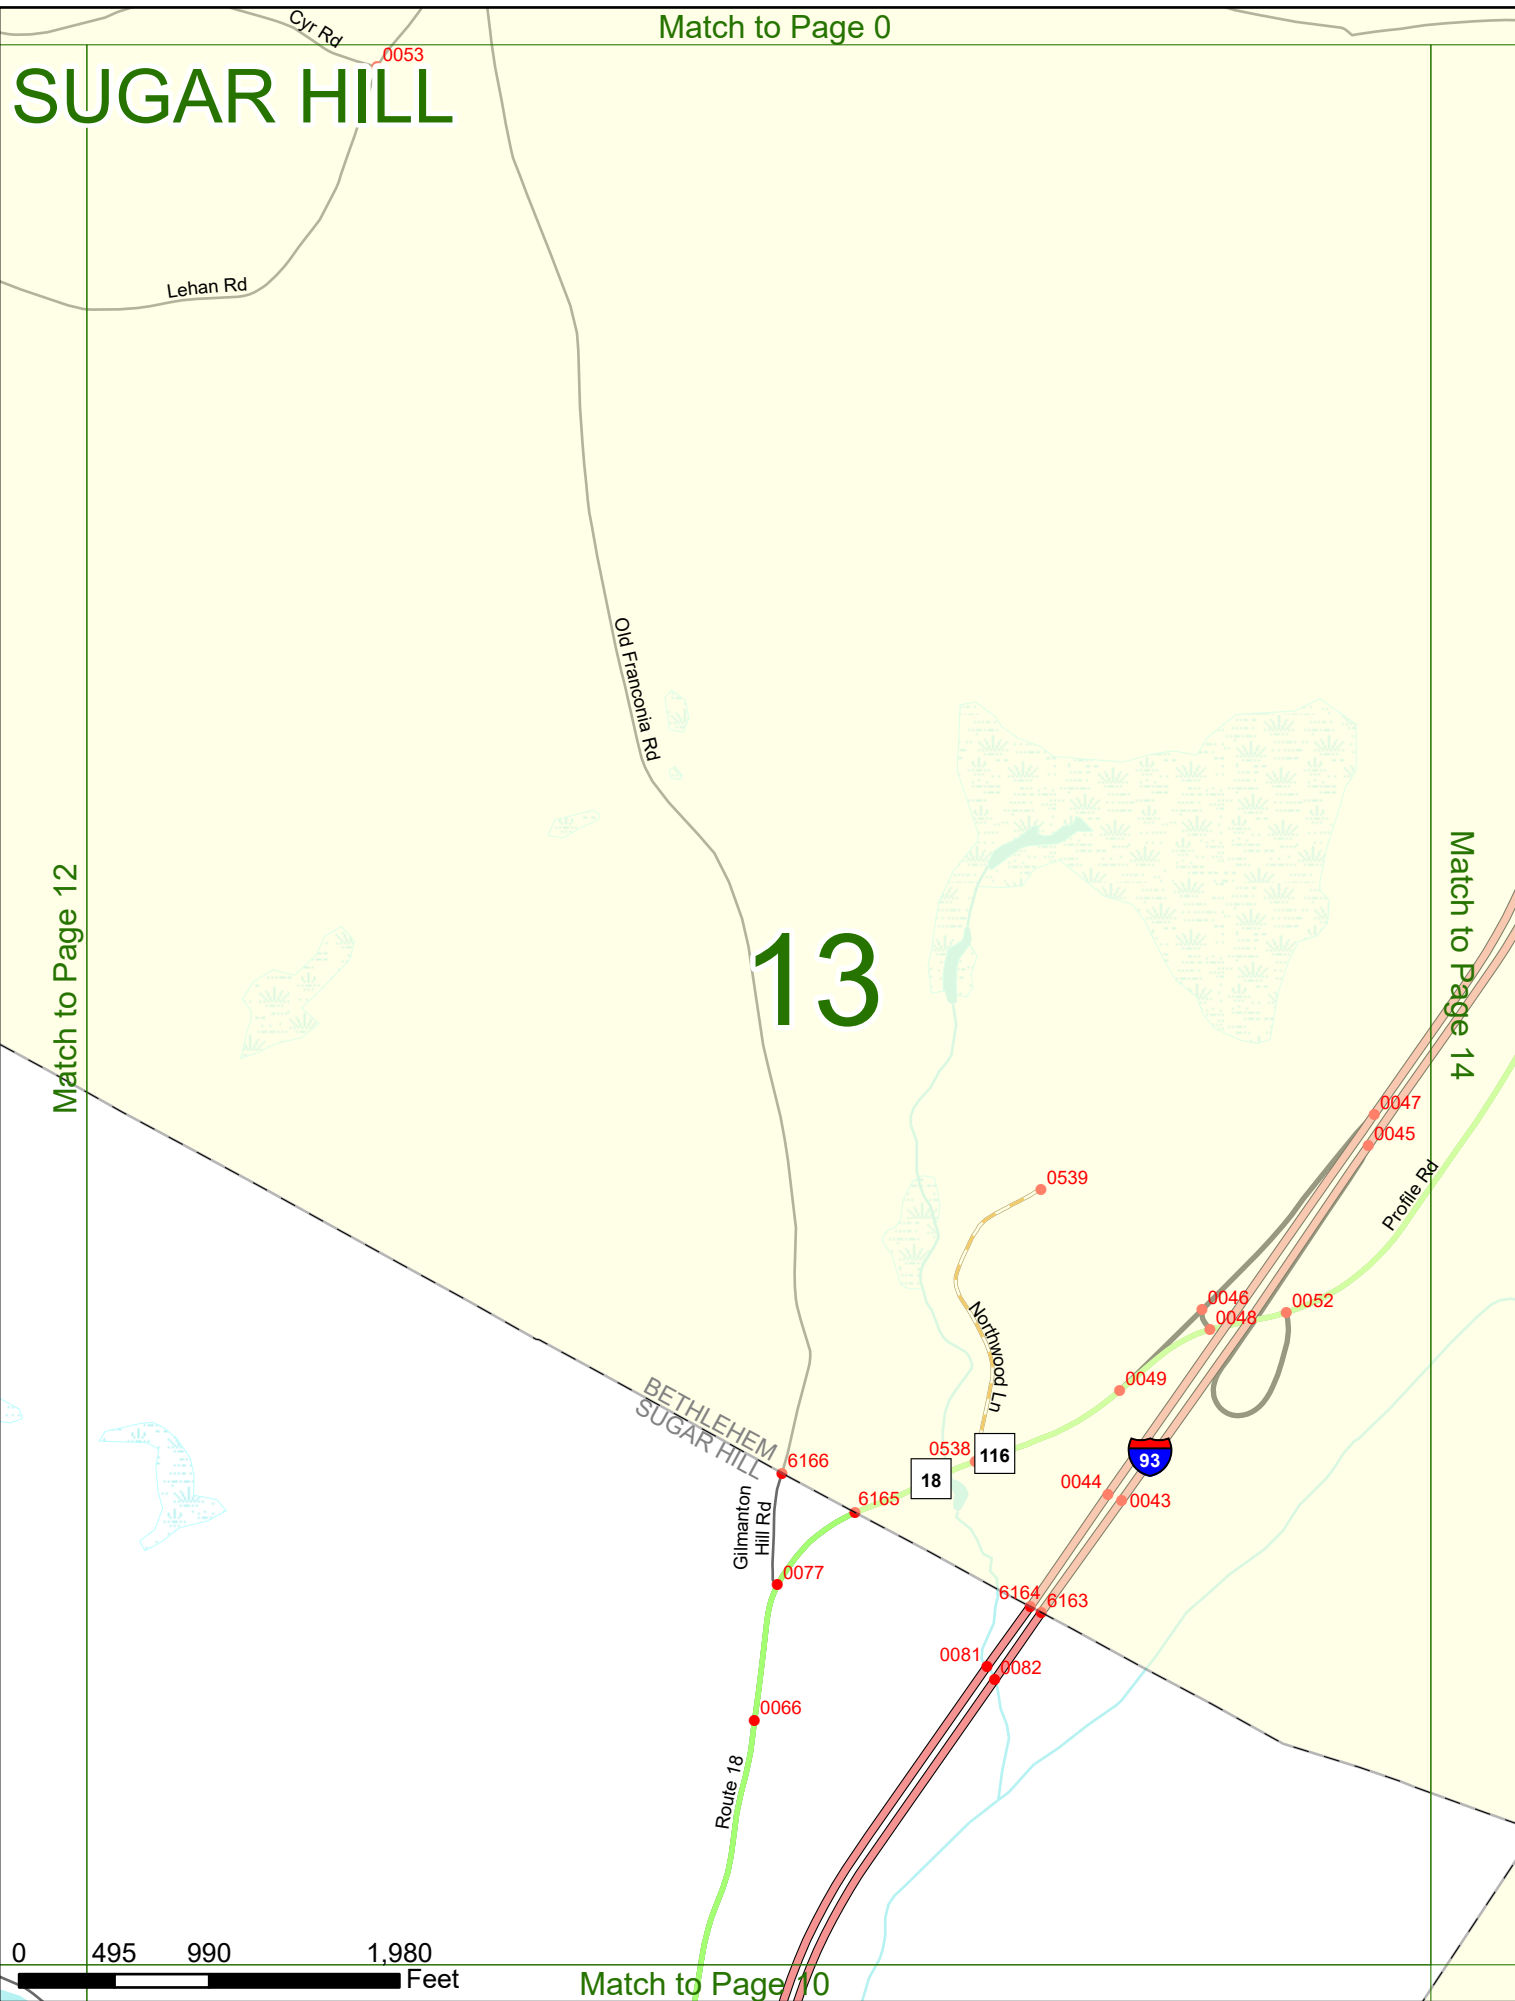 Match to Page 0
Cyr Rd
0053
SUGAR HILL
Lehan Rd
Old Franconia Rd
Match to Page 12
13
Match to Page 14
0047
0045
Profile Rd
0539
0046
0052
0048
Northwood Ln
0049
BETHLEHEM
SUGAR HILL
6166
0538
116
18
93
0044
0043
6165
Gilmanton
Hill Rd
0077
6164
6163
0081
0082
0066
Route 18
0 495 990 1,980
Feet
Match to Page 10